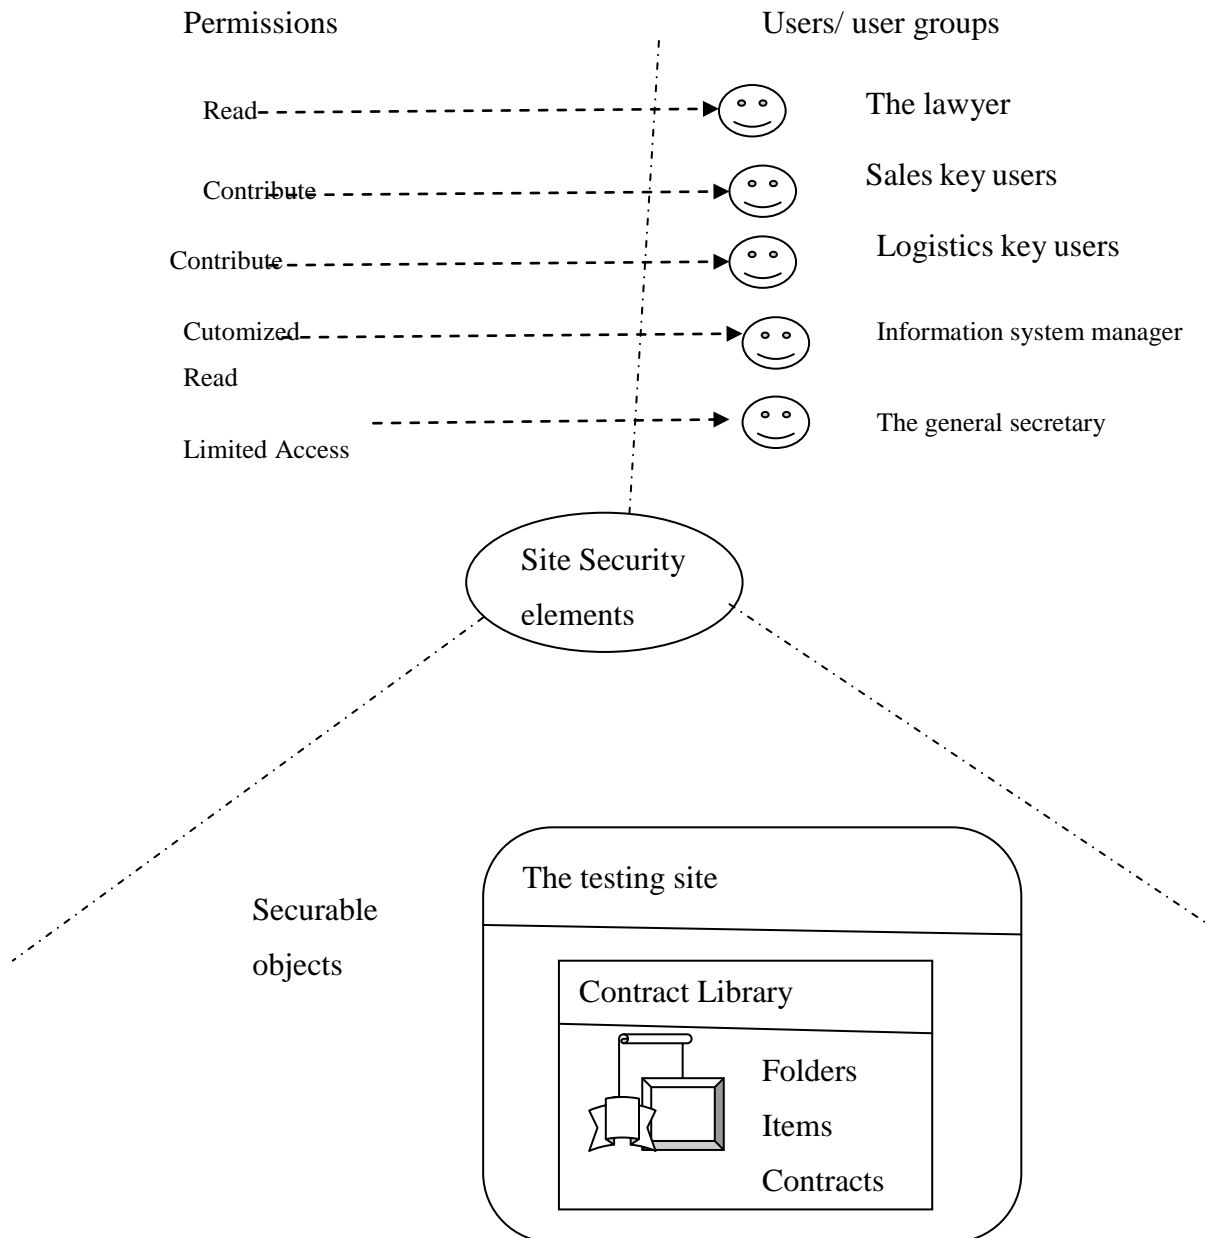 Permissions
Users/ user groups
Read
The lawyer
Contribute
Sales key users
Contribute
Logistics key users
Cutomized
Read
Information system manager
Limited Access
The general secretary
Site Security
elements
Securable
objects
The testing site
Contract Library
Folders
Items
Contracts